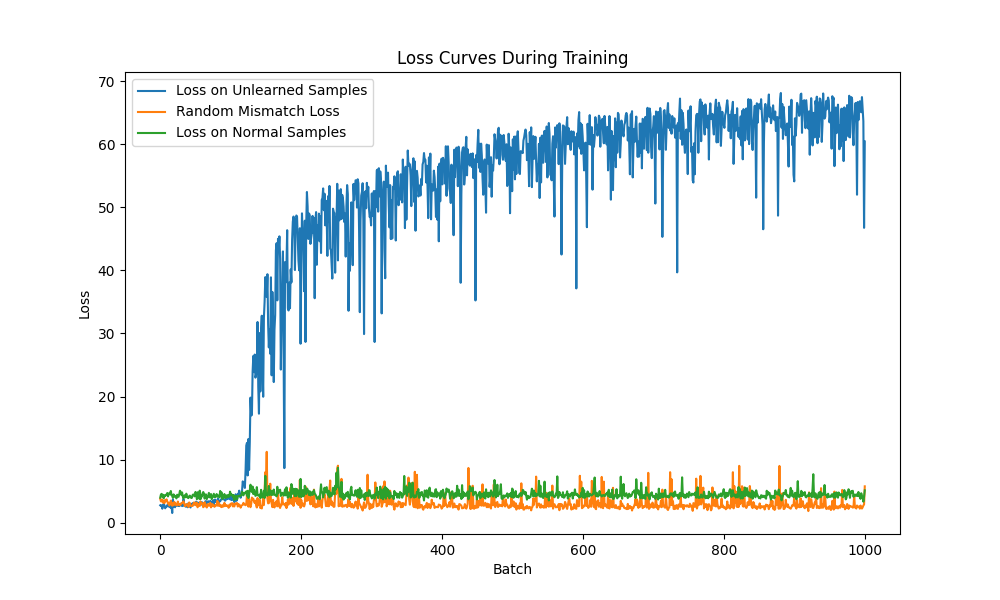 Loss Curves During Training
Loss on Unlearned Samples
Random Mismatch Loss
Loss on Normal Samples
70
60
50
40
30
20
10
0
Loss
0 200 400 600 800 1000
Batch